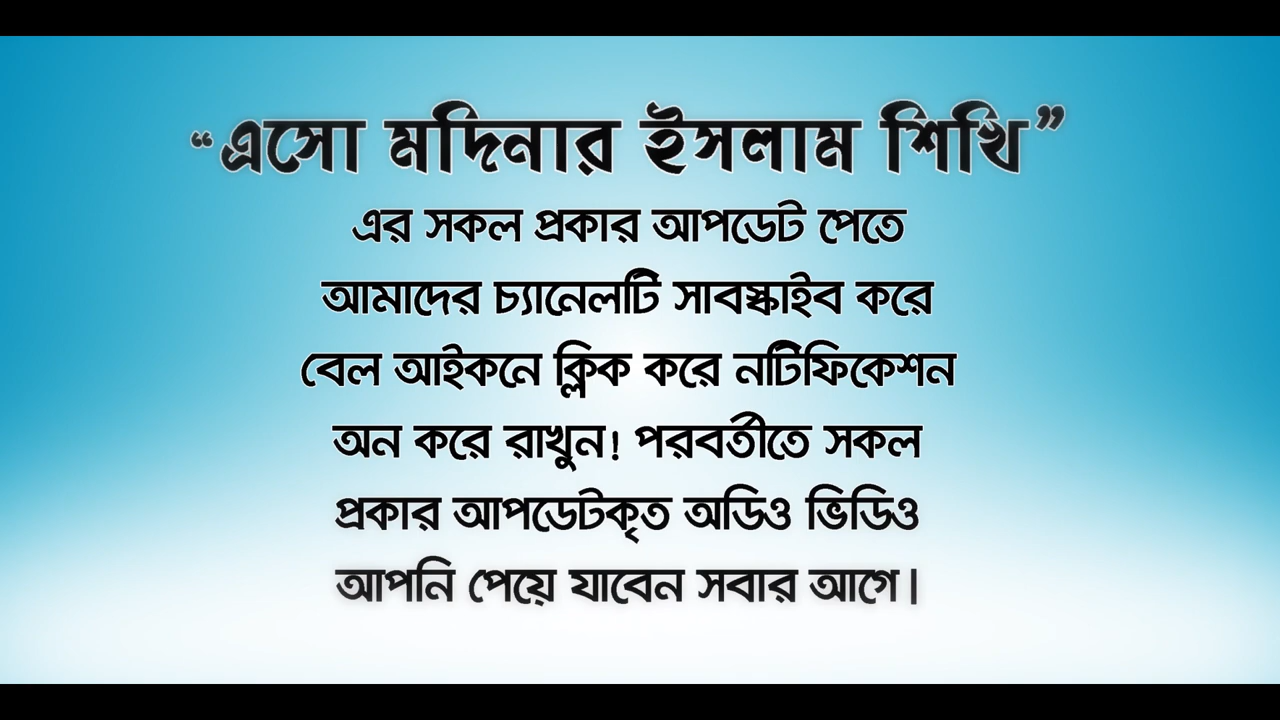 “এসো মদিনার ইসলাম শিখি”
এর সকল প্রকার আপডেট পেতে
আমাদের চ্যানেলটি সাবস্কাইব করে
বেল আইকনে ক্লিক করে নটিফিকেশন
অন করে রাখুন! পরবর্তীতে সকল
প্রকার আপডেটকৃত অডিও ভিডিও
আপনি পেয়ে যাবেন সবার আগে।